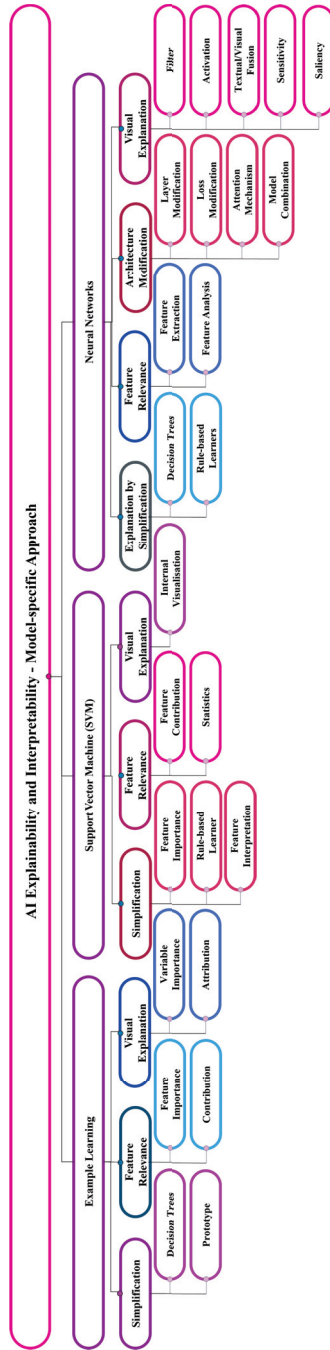 AI Explainability and Interpretability - Model-specific Approach
Example Learning
Simplification
Decision Trees
Prototype
Feature
Relevance
Feature
Importance
Contribution
Visual
Explanation
Variable
Importance
Attribution
Support Vector Machine (SVM)
Simplification
Feature
Importance
Rule-based
Learner
Feature
Interpretation
Feature
Relevance
Feature
Contribution
Statistics
Visual
Explanation
Internal
Visualisation
Neural Networks
Explanation by
Simplification
Decision Trees
Rule-based
Learners
Feature
Relevance
Feature
Extraction
Feature Analysis
Architecture
Modification
Layer
Modification
Loss
Modification
Attention
Mechanism
Model
Combination
Visual
Explanation
Filter
Activation
Textual/Visual
Fusion
Sensitivity
Saliency